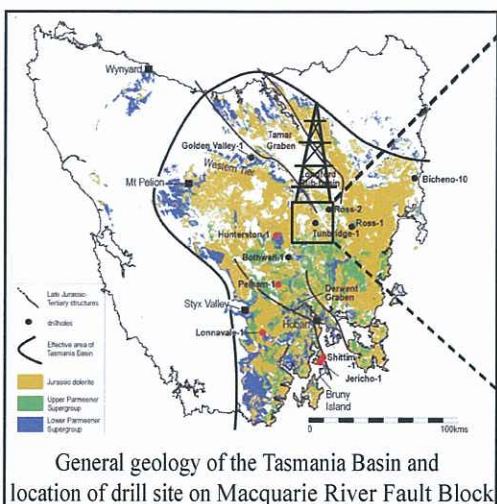 Wynyard
Tamar
Graben
Golden Valley-1
Western Tier
Longford
Mt Pelion
Bicheno-10
Ross-2
Ross-1
Tunbridge-1
Hunterston-1
Bothwell-1
Pelham-1
Derwent
Graben
Styx Valley
Hobart
Lonnavale-1
Shittim-1
Jericho-1
Bruny
Island
Late Jurassic-
Tertiary structures
drillholes
Effective area of
Tasmania Basin
Jurassic dolerite
Upper Parmeener
Supergroup
Lower Parmeener
Supergroup
0
100kms
General geology of the Tasmania Basin and
location of drill site on Macquarie River Fault Block